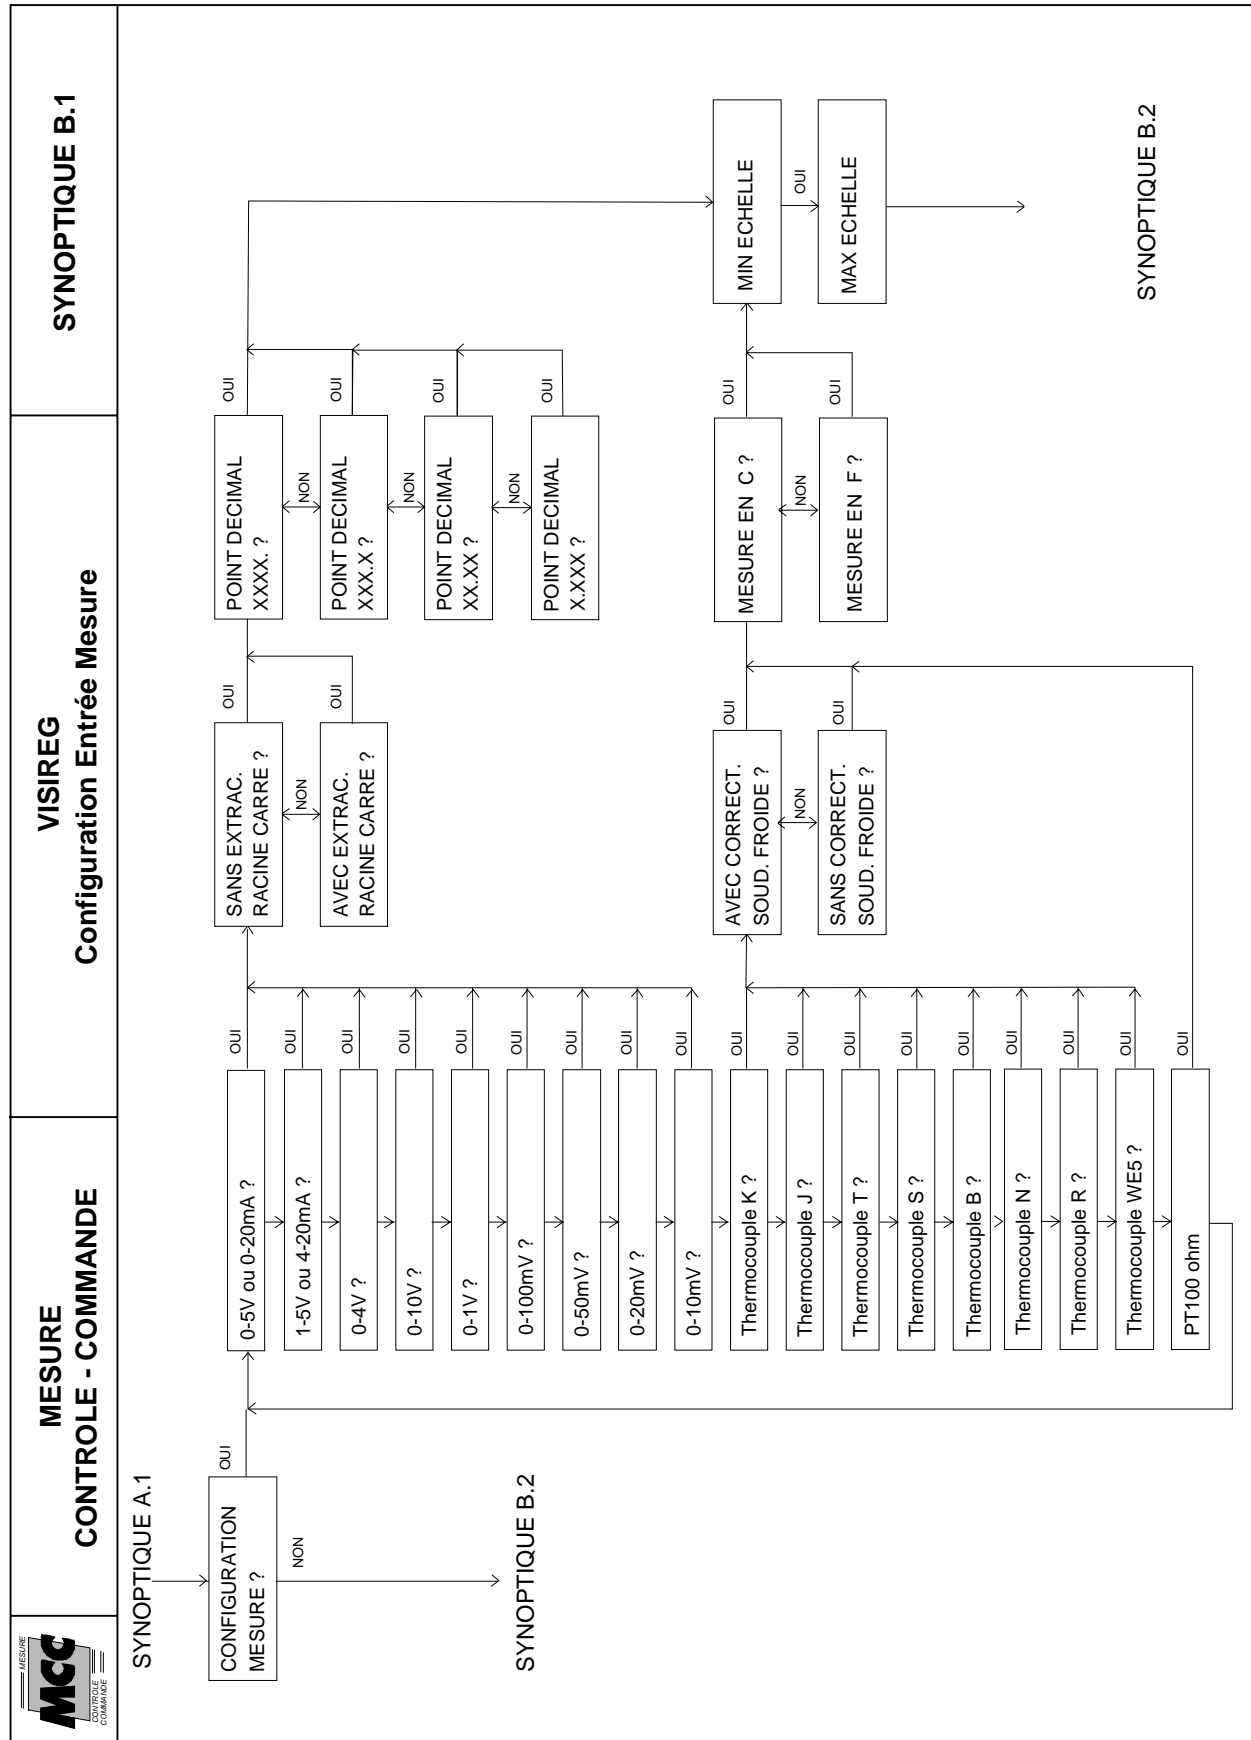 MESURE
MCC
CONTROLE
COMMANDE
MESURE
CONTROLE - COMMANDE
VISIREG
Configuration Entrée Mesure
SYNOPTIQUE B.1
SYNOPTIQUE A.1
CONFIGURATION
MESURE ?
OUI
NON
SYNOPTIQUE B.2
0-5V ou 0-20mA ?
OUI
1-5V ou 4-20mA ?
OUI
0-4V ?
OUI
0-10V ?
OUI
0-1V ?
OUI
0-100mV ?
OUI
0-50mV ?
OUI
0-20mV ?
OUI
0-10mV ?
OUI
Thermocouple K ?
OUI
Thermocouple J ?
OUI
Thermocouple T ?
OUI
Thermocouple S ?
OUI
Thermocouple B ?
OUI
Thermocouple N ?
OUI
Thermocouple R ?
OUI
Thermocouple WE5 ?
OUI
PT100 ohm
OUI
SANS EXTRAC.
RACINE CARRE ?
OUI
NON
AVEC EXTRAC.
RACINE CARRE ?
OUI
AVEC CORRECT.
SOUD. FROIDE ?
OUI
NON
SANS CORRECT.
SOUD. FROIDE ?
OUI
POINT DECIMAL
XXXX. ?
OUI
NON
POINT DECIMAL
XXX.X ?
OUI
NON
POINT DECIMAL
XX.XX ?
OUI
NON
POINT DECIMAL
X.XXX ?
OUI
MESURE EN C ?
OUI
NON
MESURE EN F ?
OUI
MIN ECHELLE
OUI
MAX ECHELLE
SYNOPTIQUE B.2